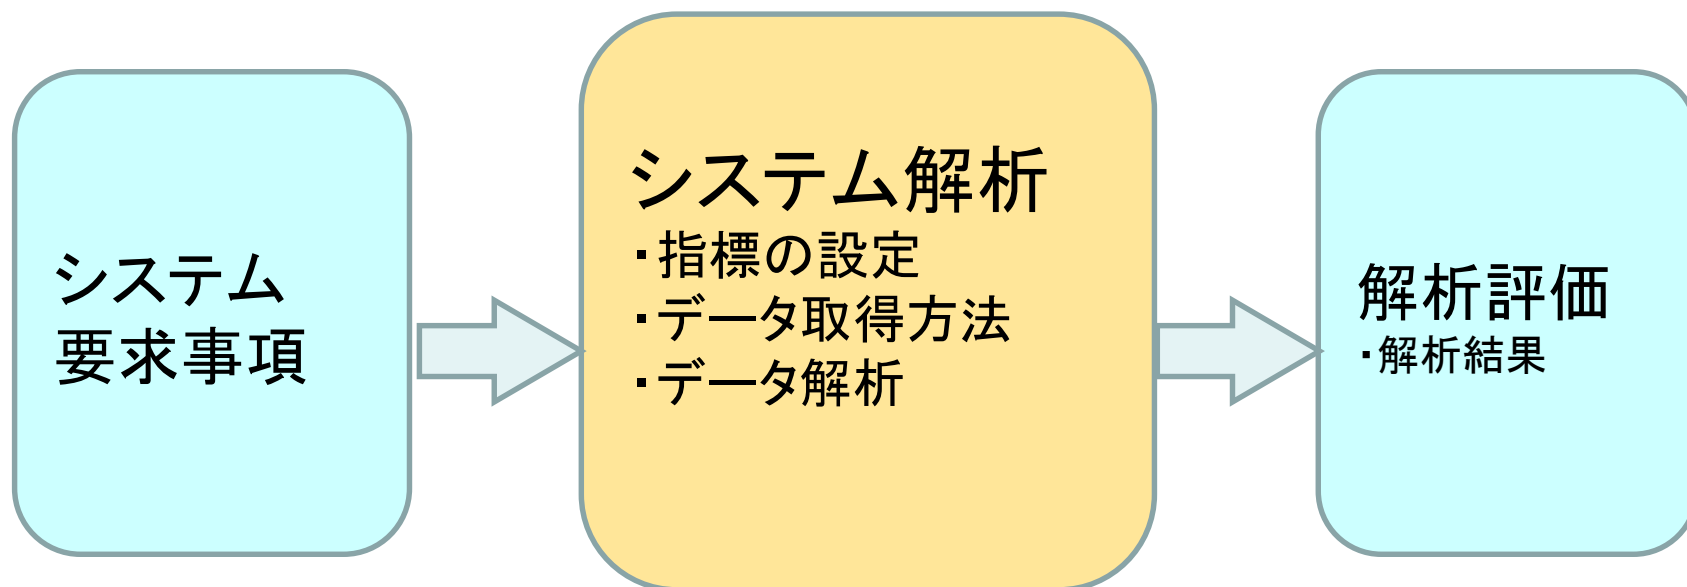 システム
要求事項
システム解析
・指標の設定
・データ取得方法
・データ解析
解析評価
・解析結果